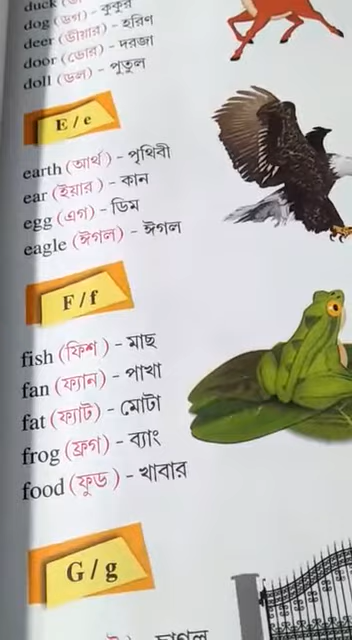 duck
dog (ডগ) - কুকুর
deer (ডীয়ার) - হরিণ
door (ডোর) - দরজা
doll (ডল) - পুতুল
E / e
earth (আর্থ) - পৃথিবী
ear (ইয়ার) - কান
egg (এগ) - ডিম
eagle (ঈগল) - ঈগল
F / f
fish (ফিশ) - মাছ
fan (ফ্যান) - পাখা
fat (ফ্যাট) - মোটা
frog (ফ্রগ) - ব্যাং
food (ফুড) - খাবার
G / g